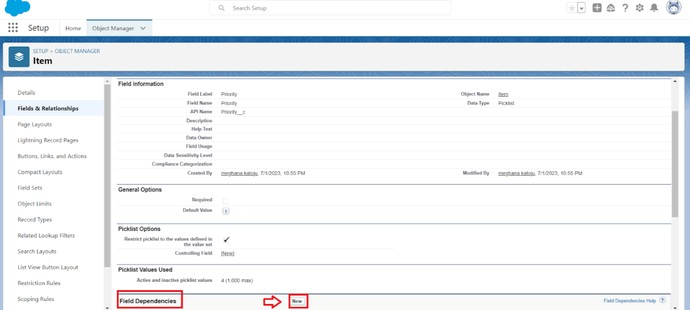 Search Setup
Setup
Home
Object Manager
SETUP > OBJECT MANAGER
Item
Details
Fields & Relationships
Page Layouts
Lightning Record Pages
Buttons, Links, and Actions
Compact Layouts
Field Sets
Object Limits
Record Types
Related Lookup Filters
Search Layouts
List View Button Layout
Restriction Rules
Scoping Rules
Field Information
Field Label Priority Object Name Item
Field Name Priority Data Type Picklist
API Name Priority__c
Description
Help Text
Data Owner
Field Usage
Data Sensitivity Level
Compliance Categorization
Created By meghana katoju, 7/1/2023, 10:55 PM Modified By meghana katoju, 7/1/2023, 10:55 PM
General Options
Required
Default Value
Picklist Options
Restrict picklist to the values defined in
the value set
Controlling Field [New]
Picklist Values Used
Active and inactive picklist values 4 (1,000 max)
Field Dependencies New Field Dependencies Help ?